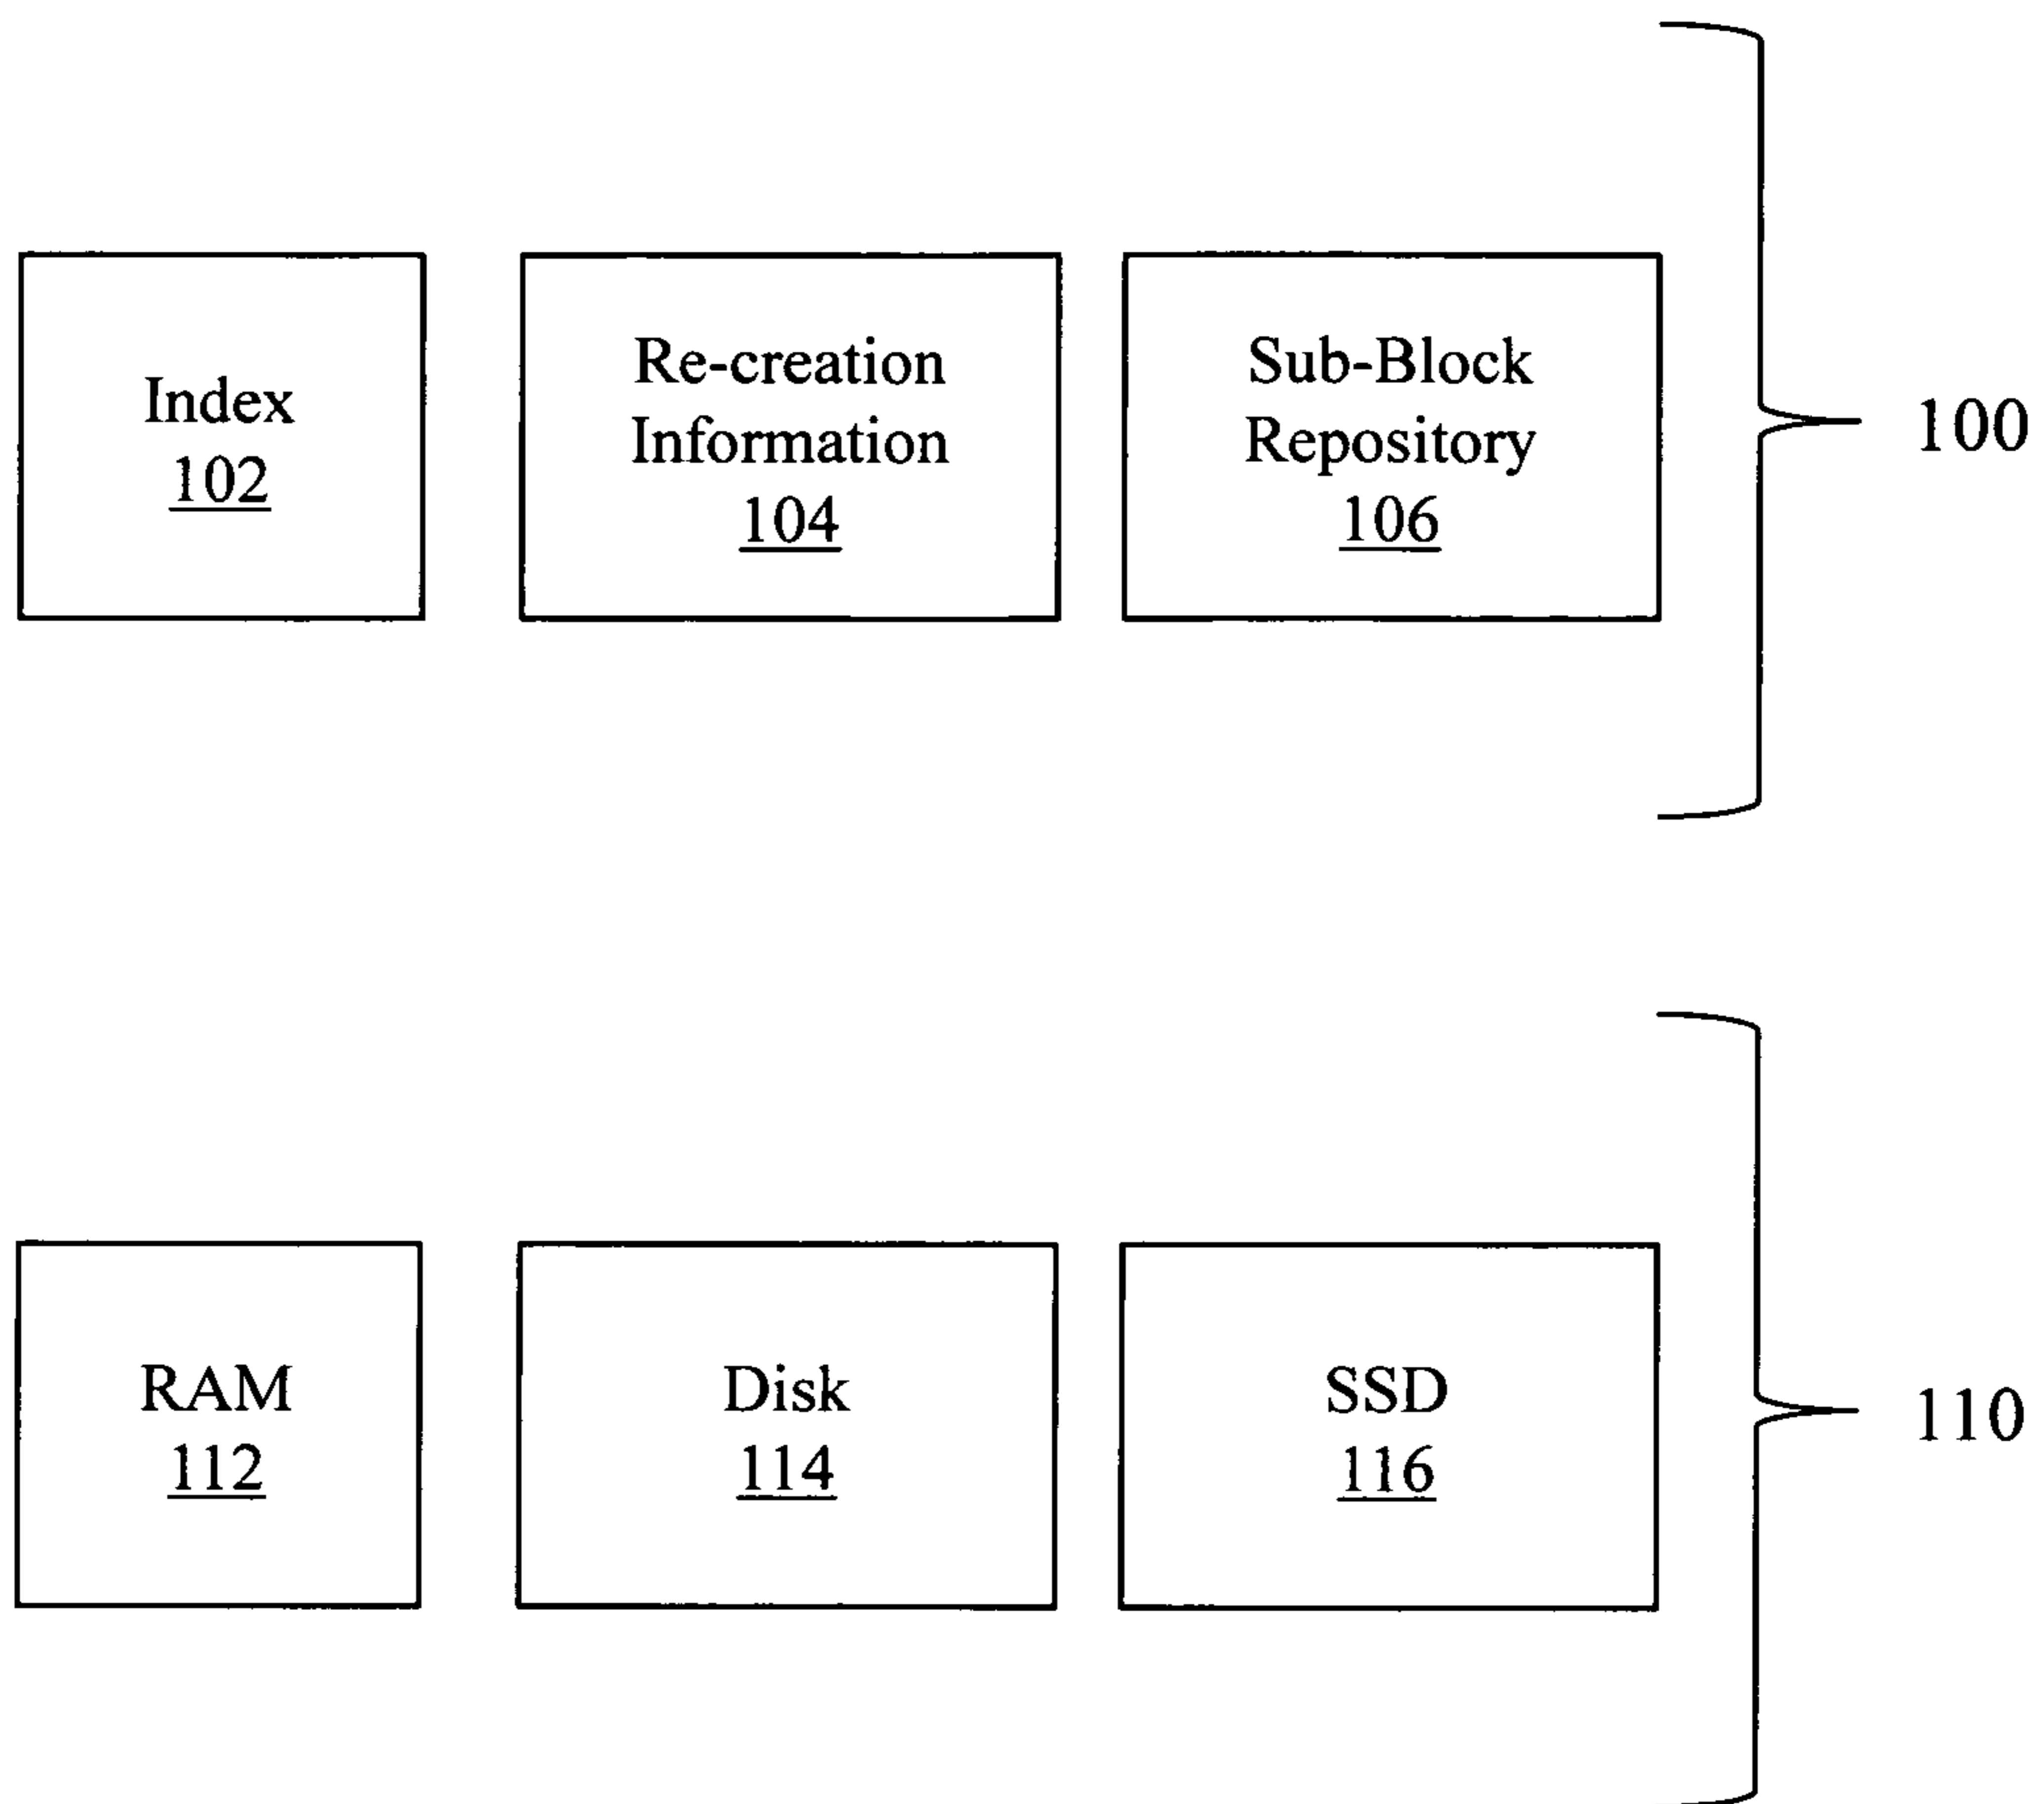 Index
102
Re-creation
Information
104
Sub-Block
Repository
106
100
RAM
112
Disk
114
SSD
116
110